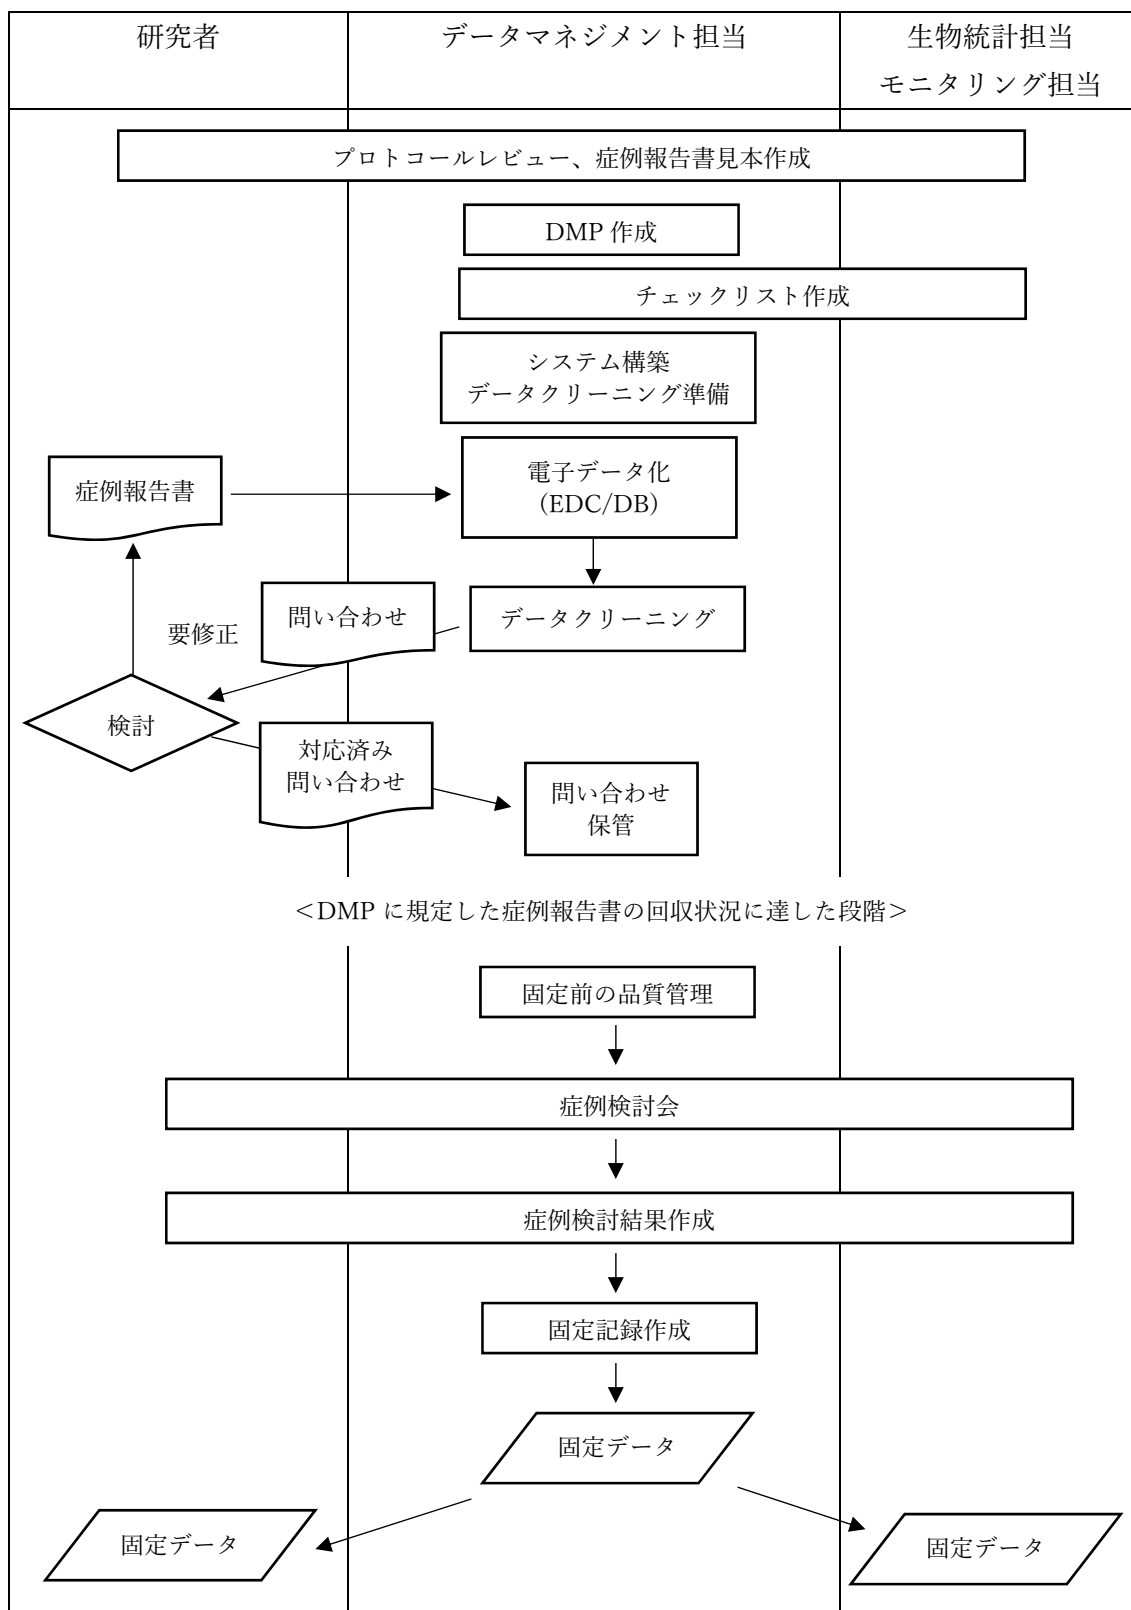 研究者
データマネジメント担当
生物統計担当
モニタリング担当
プロトコールレビュー、症例報告書見本作成
DMP 作成
チェックリスト作成
システム構築
データクリーニング準備
症例報告書
電子データ化
(EDC/DB)
問い合わせ
データクリーニング
要修正
検討
対応済み
問い合わせ
問い合わせ
保管
＜DMP に規定した症例報告書の回収状況に達した段階＞
固定前の品質管理
症例検討会
症例検討結果作成
固定記録作成
固定データ
固定データ
固定データ